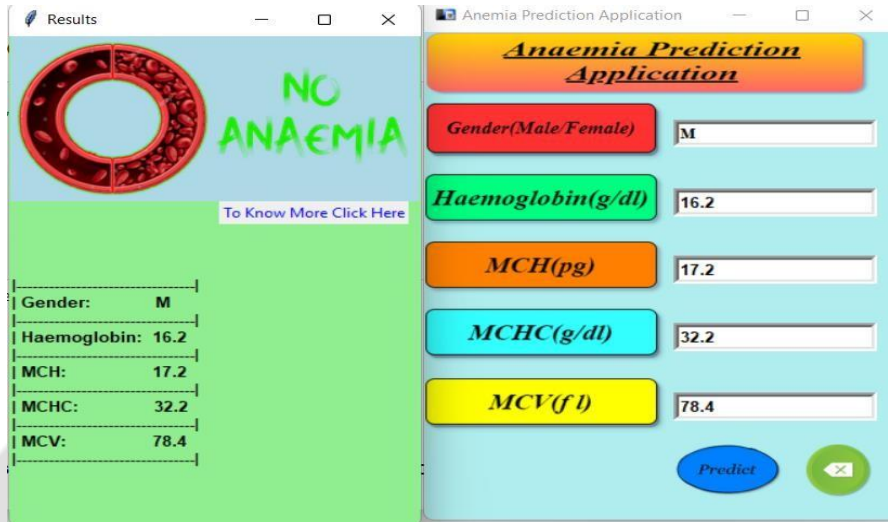 Results
NO
ANAEMIA
To Know More Click Here
|--------------------------------|
| Gender: M
|--------------------------------|
| Haemoglobin: 16.2
|--------------------------------|
| MCH: 17.2
|--------------------------------|
| MCHC: 32.2
|--------------------------------|
| MCV: 78.4
|--------------------------------|
Anemia Prediction Application
Anaemia Prediction
Application
Gender(Male/Female) M
Haemoglobin(g/dl) 16.2
MCH(pg) 17.2
MCHC(g/dl) 32.2
MCV(f l) 78.4
Predict